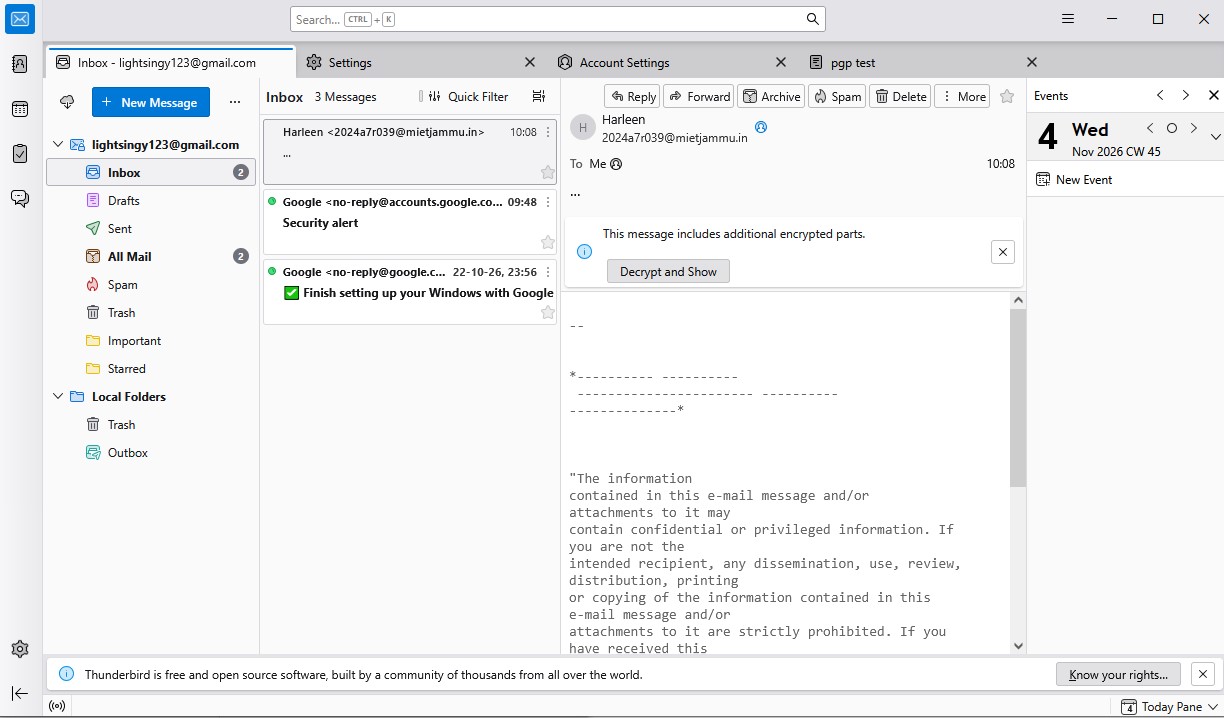 Search... CTRL + K
Inbox - lightsingy123@gmail.com
Settings
Account Settings
pgp test
New Message
lightsingy123@gmail.com
Inbox 2
Drafts
Sent
All Mail 2
Spam
Trash
Important
Starred
Local Folders
Trash
Outbox
Inbox 3 Messages Quick Filter
Harleen <2024a7r039@mietjammu.in> 10:08
...
Google <no-reply@accounts.google.co... 09:48
Security alert
Google <no-reply@google.c... 22-10-26, 23:56
✅ Finish setting up your Windows with Google
Reply Forward Archive Spam Delete More
H
Harleen
2024a7r039@mietjammu.in
To Me 10:08
...
This message includes additional encrypted parts.
Decrypt and Show
--
*---------- ----------
----------------------- ----------
--------------*
"The information
contained in this e-mail message and/or
attachments to it may
contain confidential or privileged information. If
you are not the
intended recipient, any dissemination, use, review,
distribution, printing
or copying of the information contained in this
e-mail message and/or
attachments to it are strictly prohibited. If you
have received this
Events
4 Wed
Nov 2026 CW 45
New Event
Thunderbird is free and open source software, built by a community of thousands from all over the world.
Know your rights...
4 Today Pane